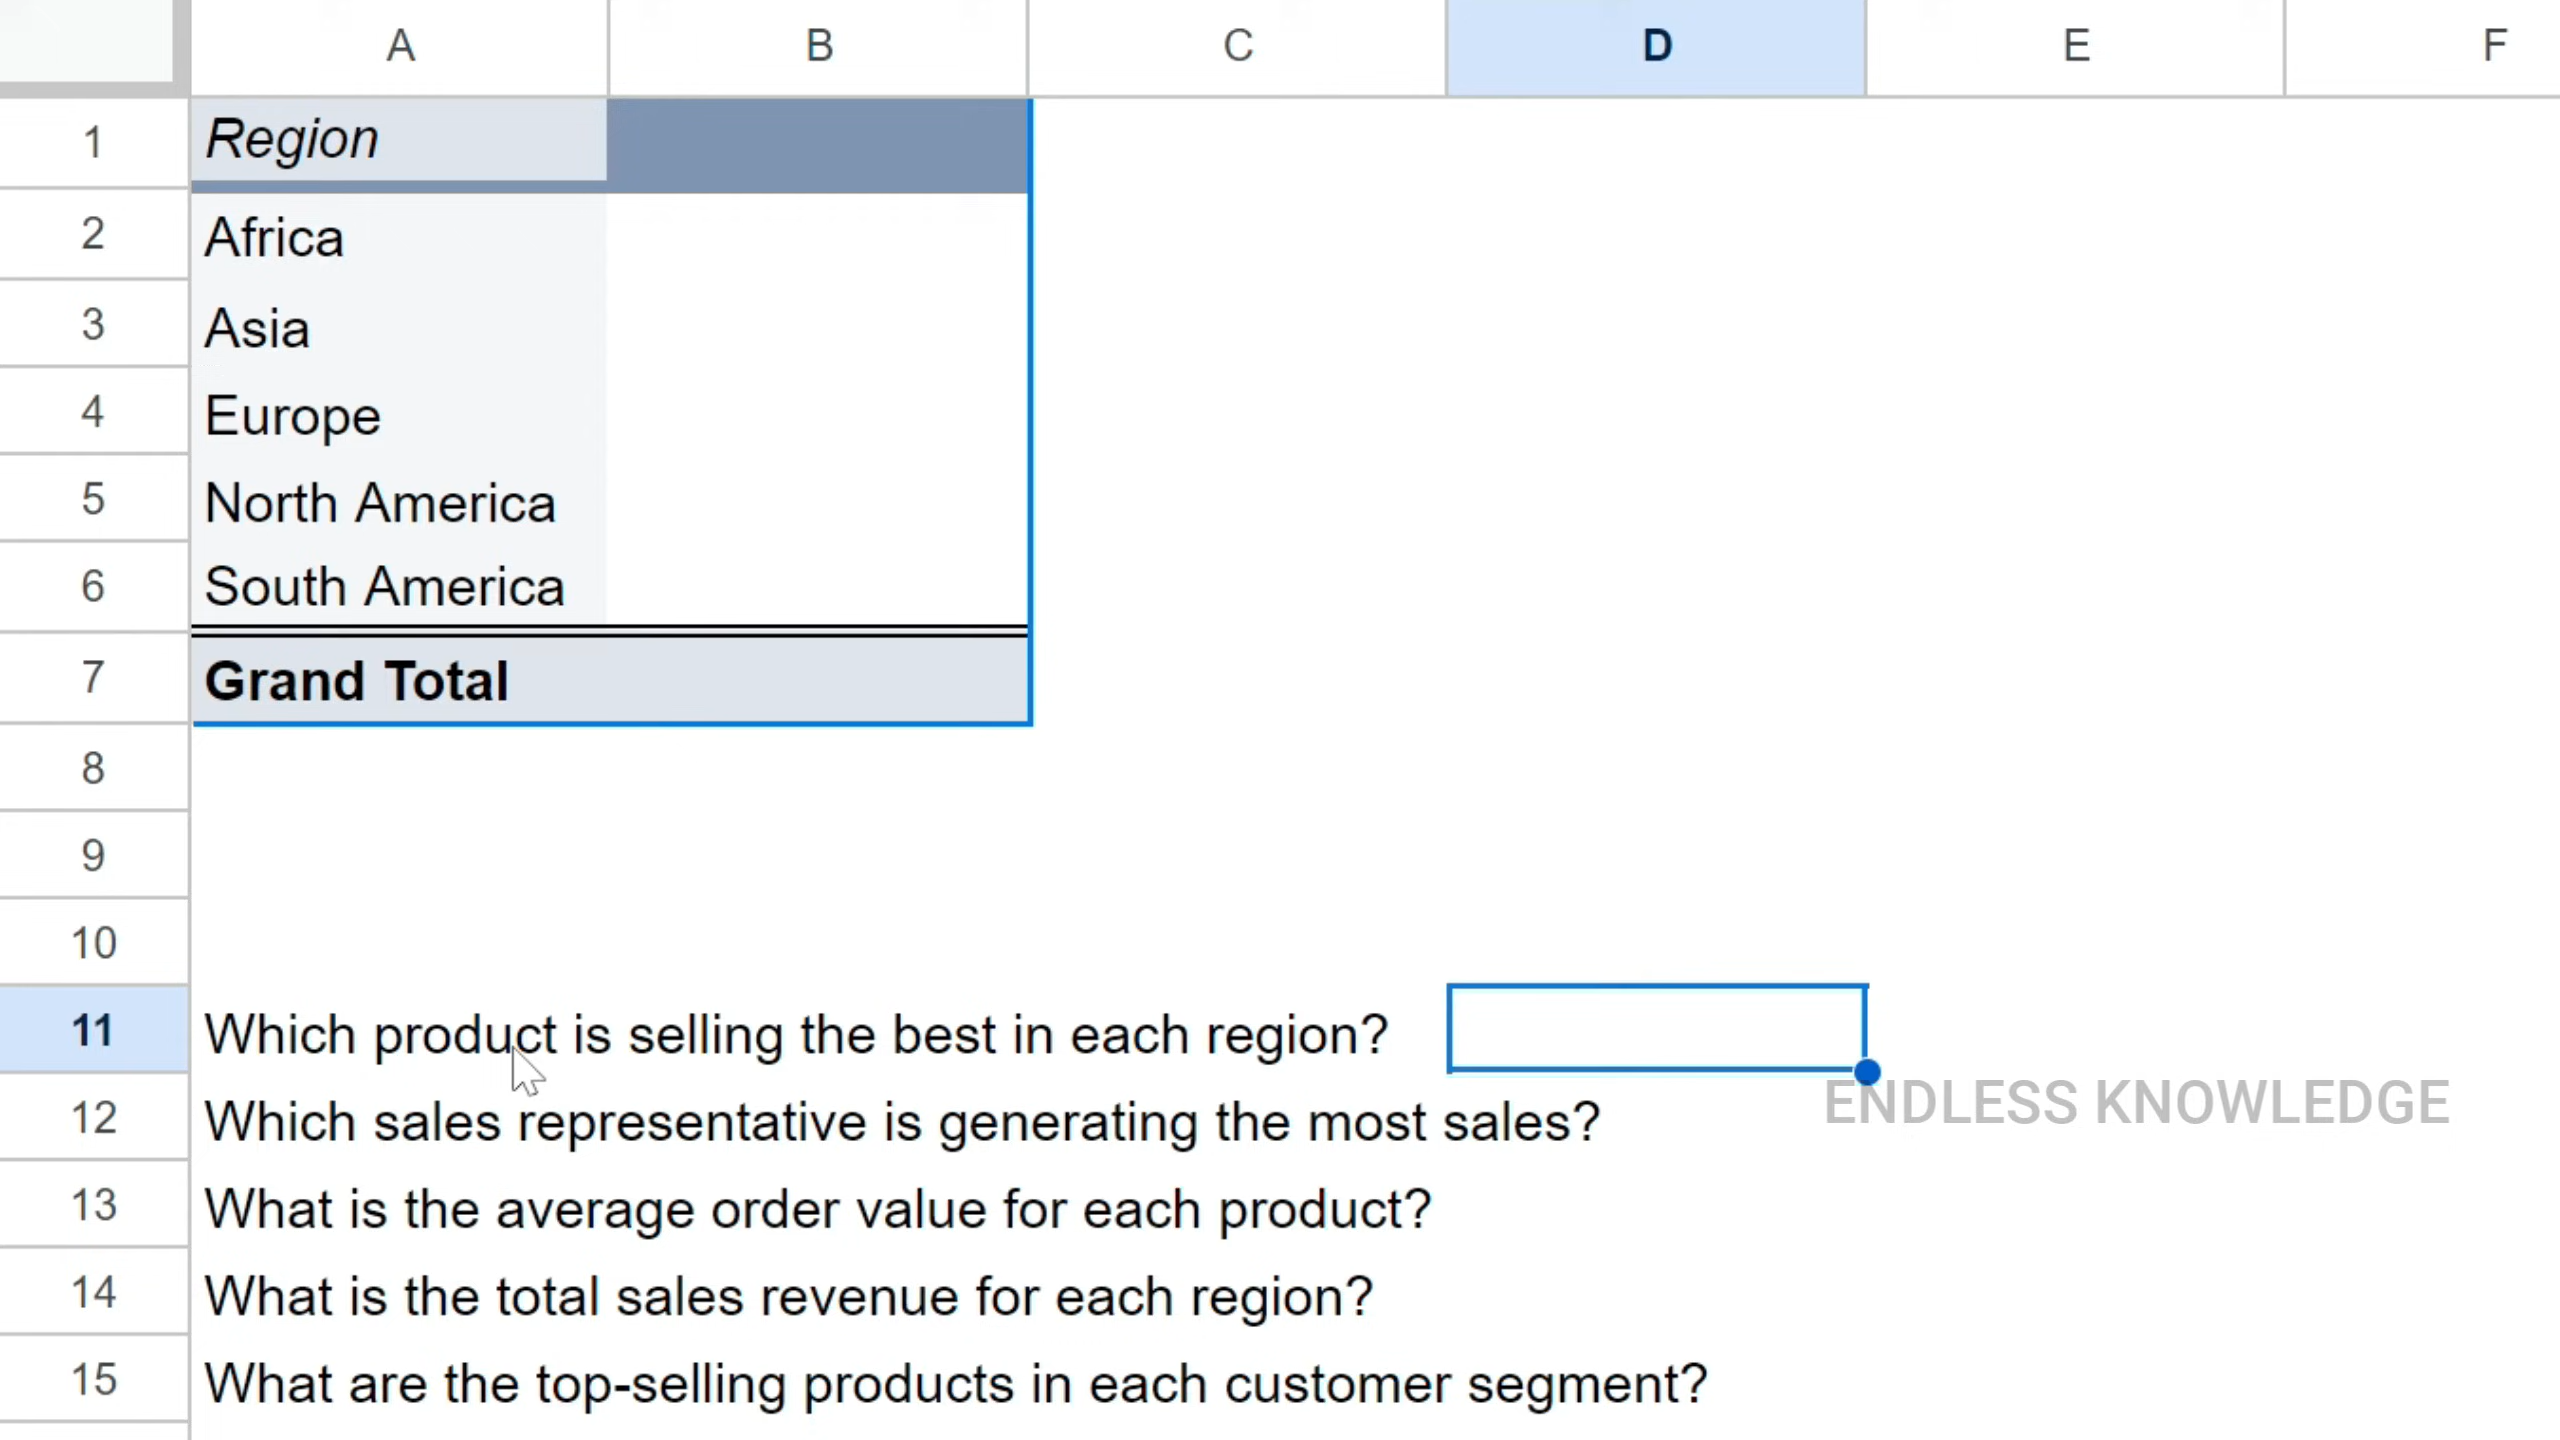 A B C D E F
1 Region
2 Africa
3 Asia
4 Europe
5 North America
6 South America
7 Grand Total
8
9
10
11 Which product is selling the best in each region?
12 Which sales representative is generating the most sales?
ENDLESS KNOWLEDGE
13 What is the average order value for each product?
14 What is the total sales revenue for each region?
15 What are the top-selling products in each customer segment?